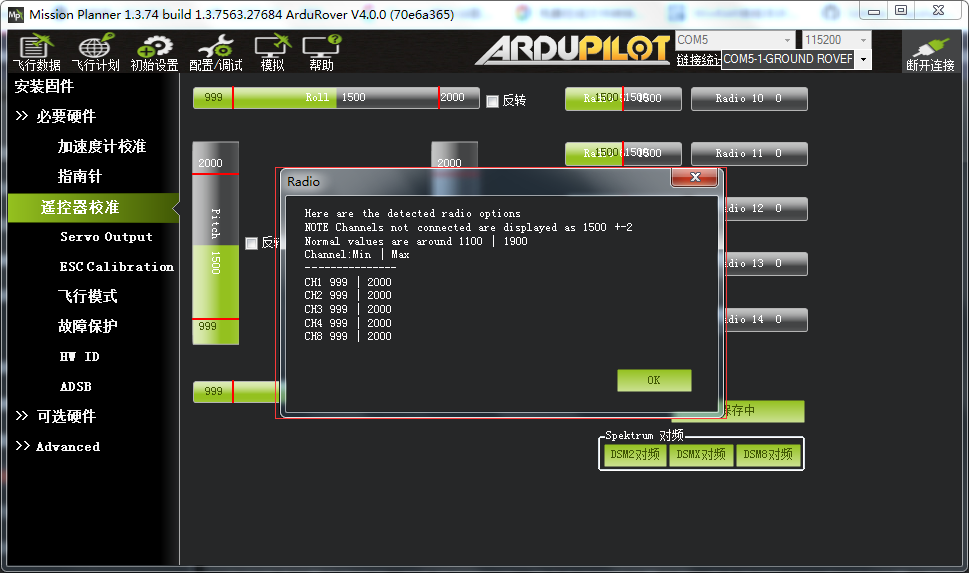 Mp Mission Planner 1.3.74 build 1.3.7563.27684 ArduRover V4.0.0 (70e6a365)
飞行数据 飞行计划 初始设置 配置/调试 模拟 帮助
ARDUPILOT
COM5 115200
链接统计 COM5-1-GROUND ROVEF
断开连接
安装固件
>> 必要硬件
加速度计校准
指南针
遥控器校准
Servo Output
ESC Calibration
飞行模式
故障保护
HW ID
ADSB
>> 可选硬件
>> Advanced
999 Roll 1500 2000 反转
Radio 10 0
Radio 11 0
2000
Pitch 1500
999
反转
2000
12 0
13 0
dio 14 0
999
Radio
Here are the detected radio options
NOTE Channels not connected are displayed as 1500 +-2
Normal values are around 1100 | 1900
Channel:Min | Max
---------------
CH1 999 | 2000
CH2 999 | 2000
CH3 999 | 2000
CH4 999 | 2000
CH8 999 | 2000
OK
保存中
Spektrum 对频
DSM2对频 DSMX对频 DSM8对频